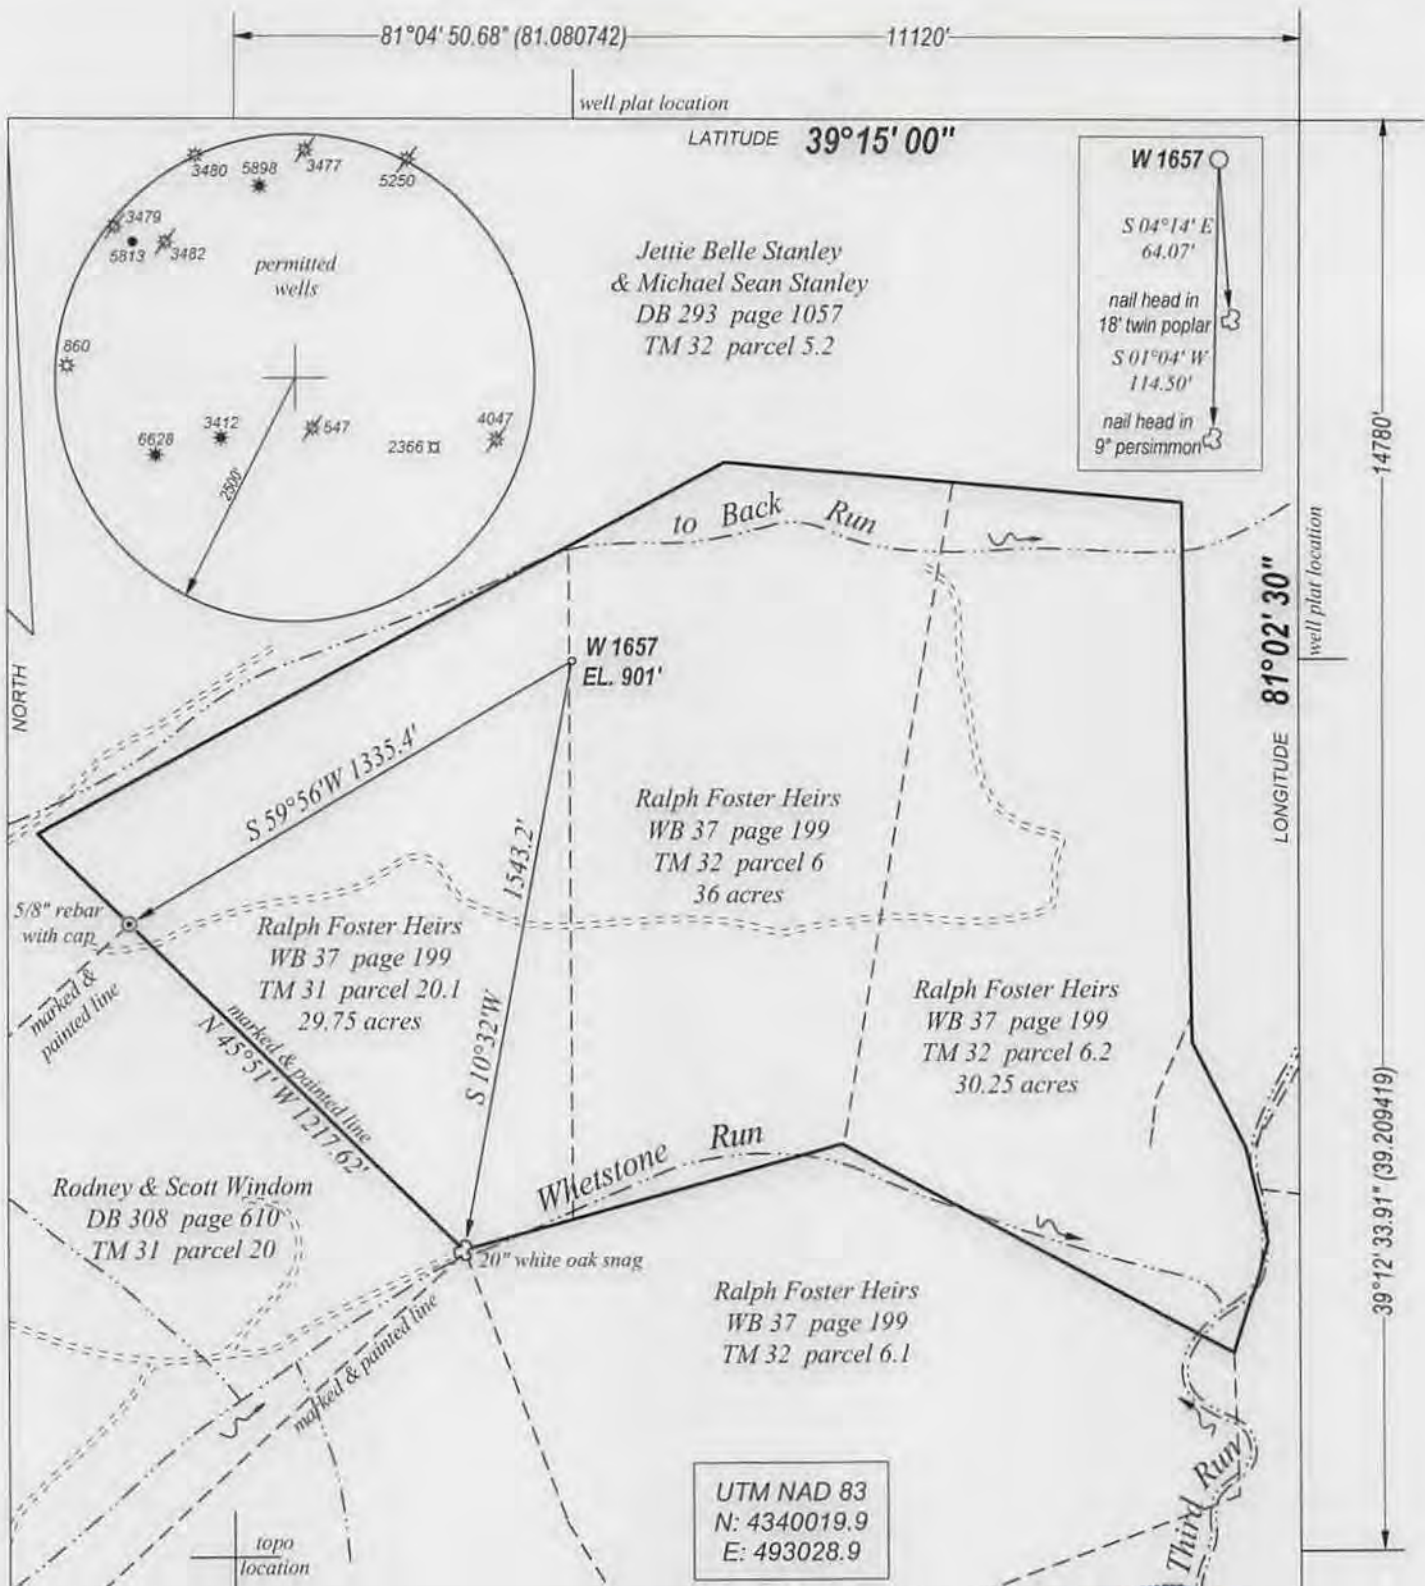 81°04' 50.68" (81.080742)
11120'
well plat location
LATITUDE 39°15' 00"
3480
5898
3477
5250
3479
5813
3482
permitted
wells
860
3412
547
4047
6628
2366
2500'
Jettie Belle Stanley
& Michael Sean Stanley
DB 293 page 1057
TM 32 parcel 5.2
W 1657
S 04°14' E
64.07'
nail head in
18' twin poplar
S 01°04' W
114.50'
nail head in
9" persimmon
14780'
well plat location
LONGITUDE 81°02' 30"
39°12' 33.91" (39.209419)
NORTH
to Back Run
W 1657
EL. 901'
S 59°56'W 1335.4'
1543.2'
S 10°32'W
Ralph Foster Heirs
WB 37 page 199
TM 32 parcel 6
36 acres
5/8" rebar
with cap
marked &
painted line
Ralph Foster Heirs
WB 37 page 199
TM 31 parcel 20.1
29.75 acres
marked & painted line
N 45°51' W 1217.62'
Ralph Foster Heirs
WB 37 page 199
TM 32 parcel 6.2
30.25 acres
Whetstone Run
Rodney & Scott Windom
DB 308 page 610
TM 31 parcel 20
20" white oak snag
marked & painted line
Ralph Foster Heirs
WB 37 page 199
TM 32 parcel 6.1
UTM NAD 83
N: 4340019.9
E: 493028.9
topo
location
Third Run